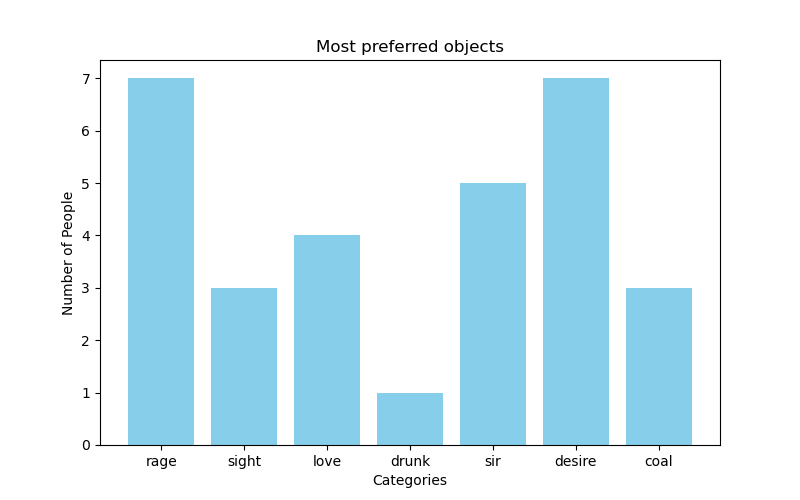 Most preferred objects
Number of People
7
6
5
4
3
2
1
0
rage sight love drunk sir desire coal
Categories